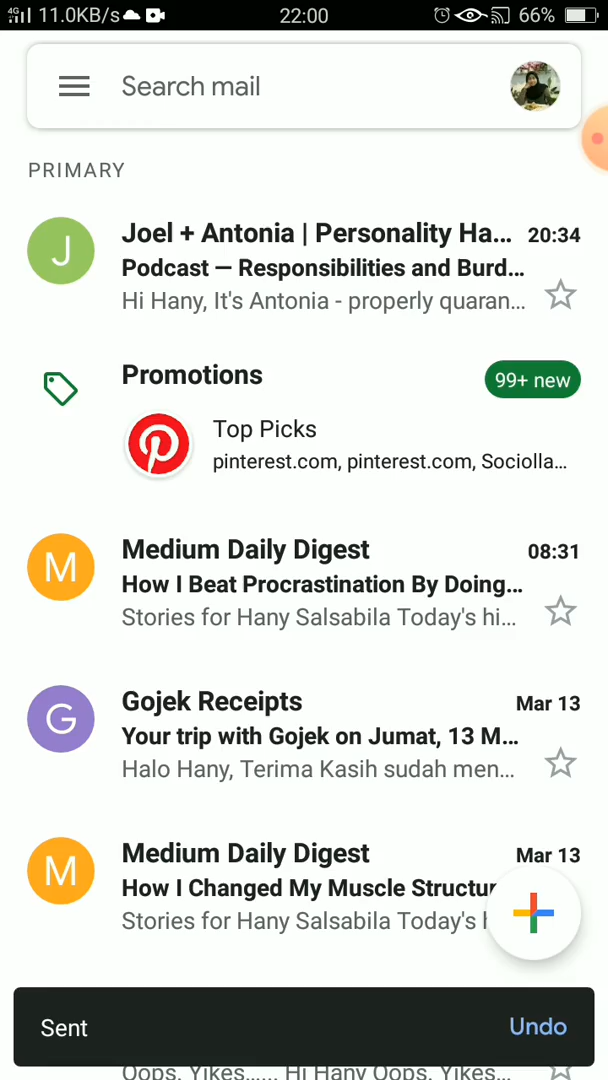 4G 11.0KB/s 22:00 66%
Search mail
PRIMARY
J Joel + Antonia | Personality Ha... 20:34
Podcast — Responsibilities and Burd...
Hi Hany, It's Antonia - properly quaran...
Promotions 99+ new
Top Picks
pinterest.com, pinterest.com, Sociolla...
M Medium Daily Digest 08:31
How I Beat Procrastination By Doing...
Stories for Hany Salsabila Today's hi...
G Gojek Receipts Mar 13
Your trip with Gojek on Jumat, 13 M...
Halo Hany, Terima Kasih sudah men...
M Medium Daily Digest Mar 13
How I Changed My Muscle Structur
Stories for Hany Salsabila Today's h
Sent Undo
Oops, Yikes…... Hi Hany Oops, Yikes...